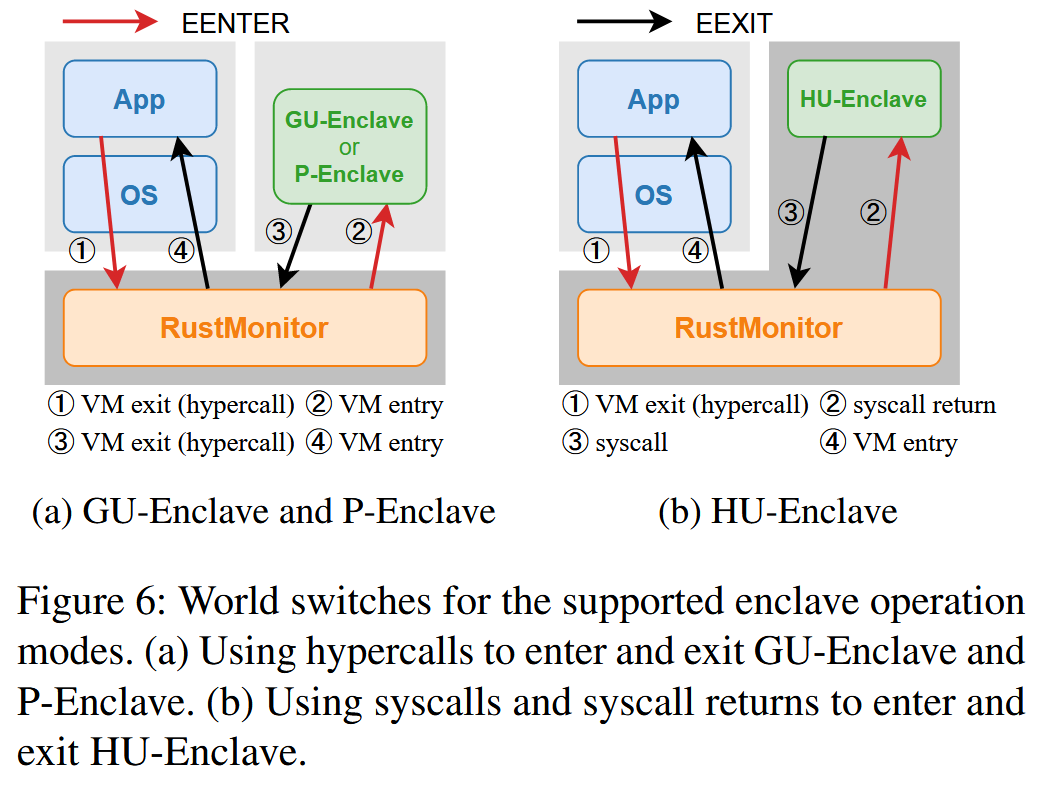 EENTER
EEXIT
App
OS
GU-Enclave
or
P-Enclave
① ④ ③ ②
RustMonitor
① VM exit (hypercall) ② VM entry
③ VM exit (hypercall) ④ VM entry
(a) GU-Enclave and P-Enclave
App
OS
HU-Enclave
① ④ ③ ②
RustMonitor
① VM exit (hypercall) ② syscall return
③ syscall ④ VM entry
(b) HU-Enclave
Figure 6: World switches for the supported enclave operation
modes. (a) Using hypercalls to enter and exit GU-Enclave and
P-Enclave. (b) Using syscalls and syscall returns to enter and
exit HU-Enclave.